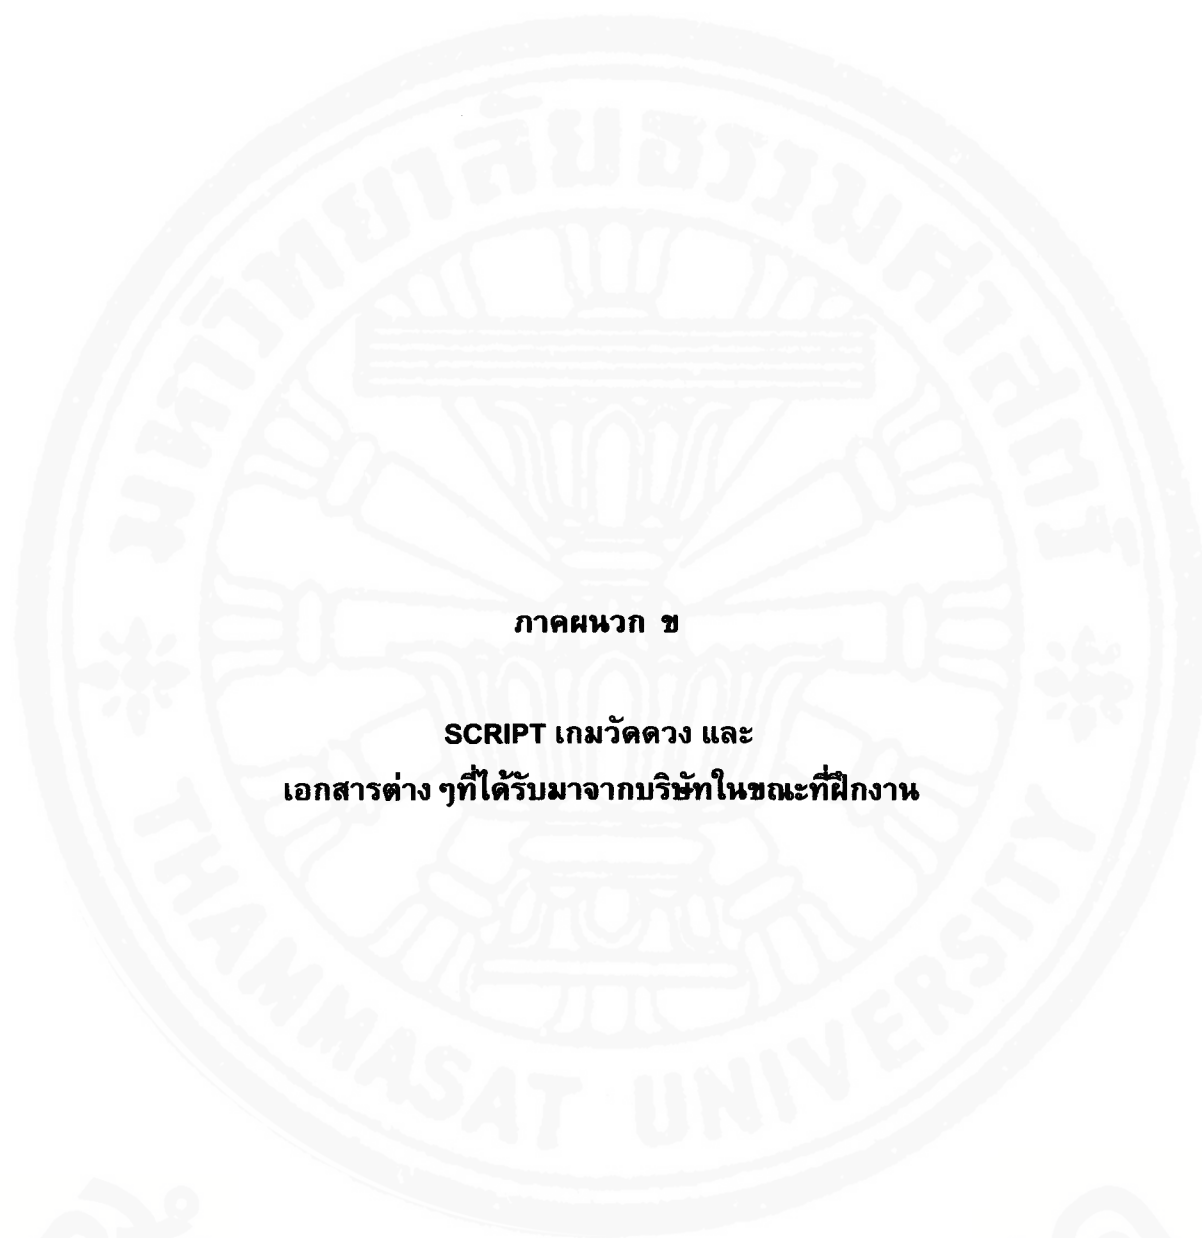 มหาวิทยาลัยธรรมศาสตร์
ภาคผนวก ข
SCRIPT เกมวัดดวง และ
เอกสารต่าง ๆที่ได้รับมาจากบริษัทในขณะที่ฝึกงาน
THAMMASAT UNIVERSITY